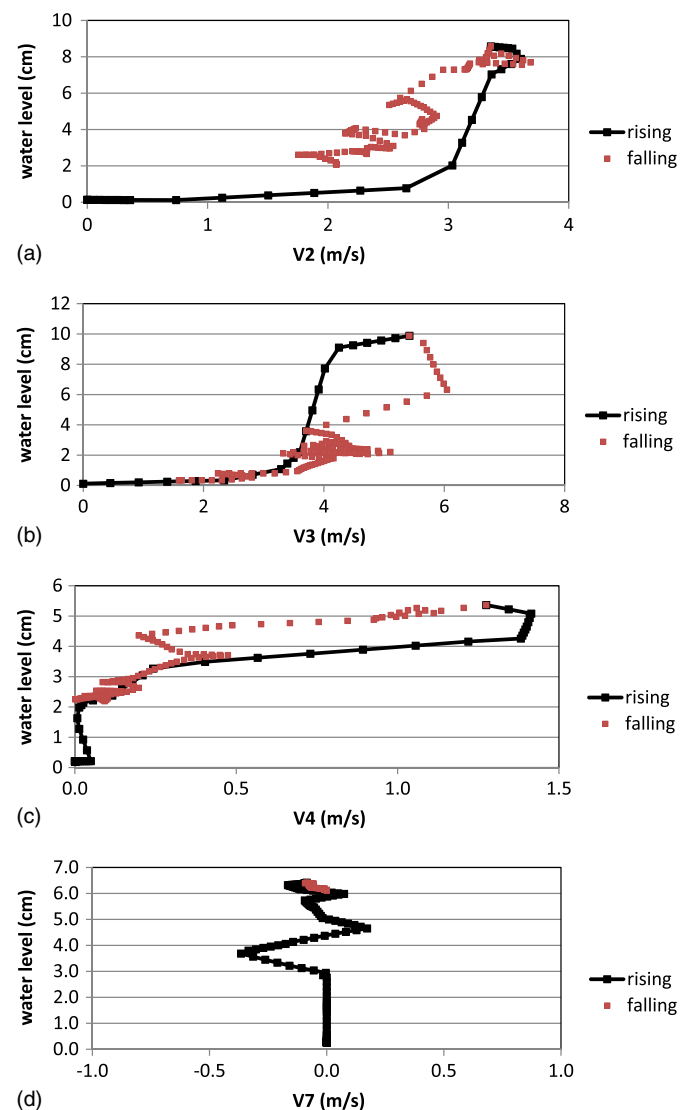 10
8
6
4
2
0
water level (cm)
0 1 2 3 4
V2 (m/s)
rising
falling
(a)
12
10
8
6
4
2
0
water level (cm)
0 2 4 6 8
V3 (m/s)
rising
falling
(b)
6
5
4
3
2
1
0
water level (cm)
0.0 0.5 1.0 1.5
V4 (m/s)
rising
falling
(c)
7.0
6.0
5.0
4.0
3.0
2.0
1.0
0.0
water level (cm)
-1.0 -0.5 0.0 0.5 1.0
V7 (m/s)
rising
falling
(d)